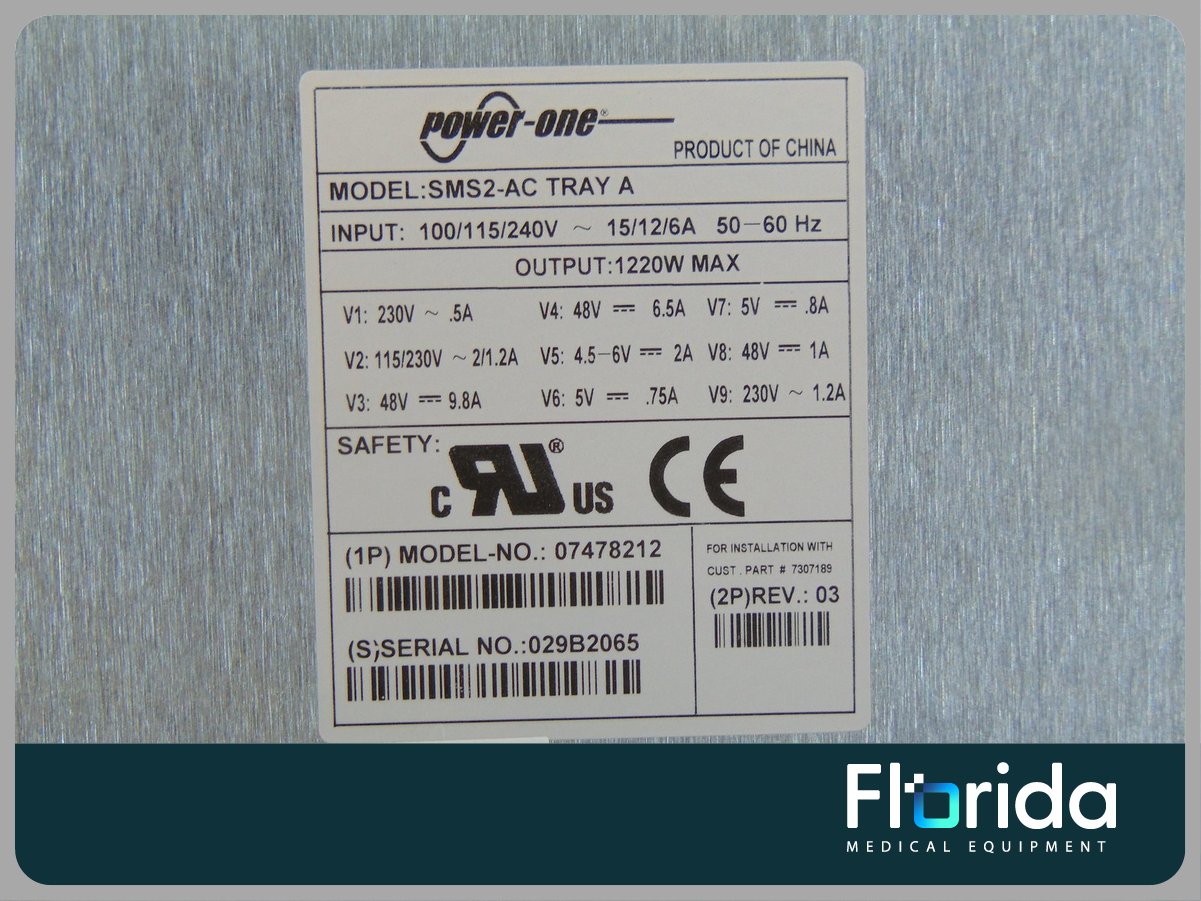 power-one®
PRODUCT OF CHINA
MODEL:SMS2-AC TRAY A
INPUT: 100/115/240V ~ 15/12/6A 50—60 Hz
OUTPUT:1220W MAX
V1: 230V ~ .5A V4: 48V ⎓ 6.5A V7: 5V ⎓ .8A
V2: 115/230V ~ 2/1.2A V5: 4.5—6V ⎓ 2A V8: 48V ⎓ 1A
V3: 48V ⎓ 9.8A V6: 5V ⎓ .75A V9: 230V ~ 1.2A
SAFETY: C RU® US CE
(1P) MODEL-NO.: 07478212
(S)SERIAL NO.:029B2065
FOR INSTALLATION WITH
CUST . PART # 7307189
(2P)REV.: 03
Florida
MEDICAL EQUIPMENT